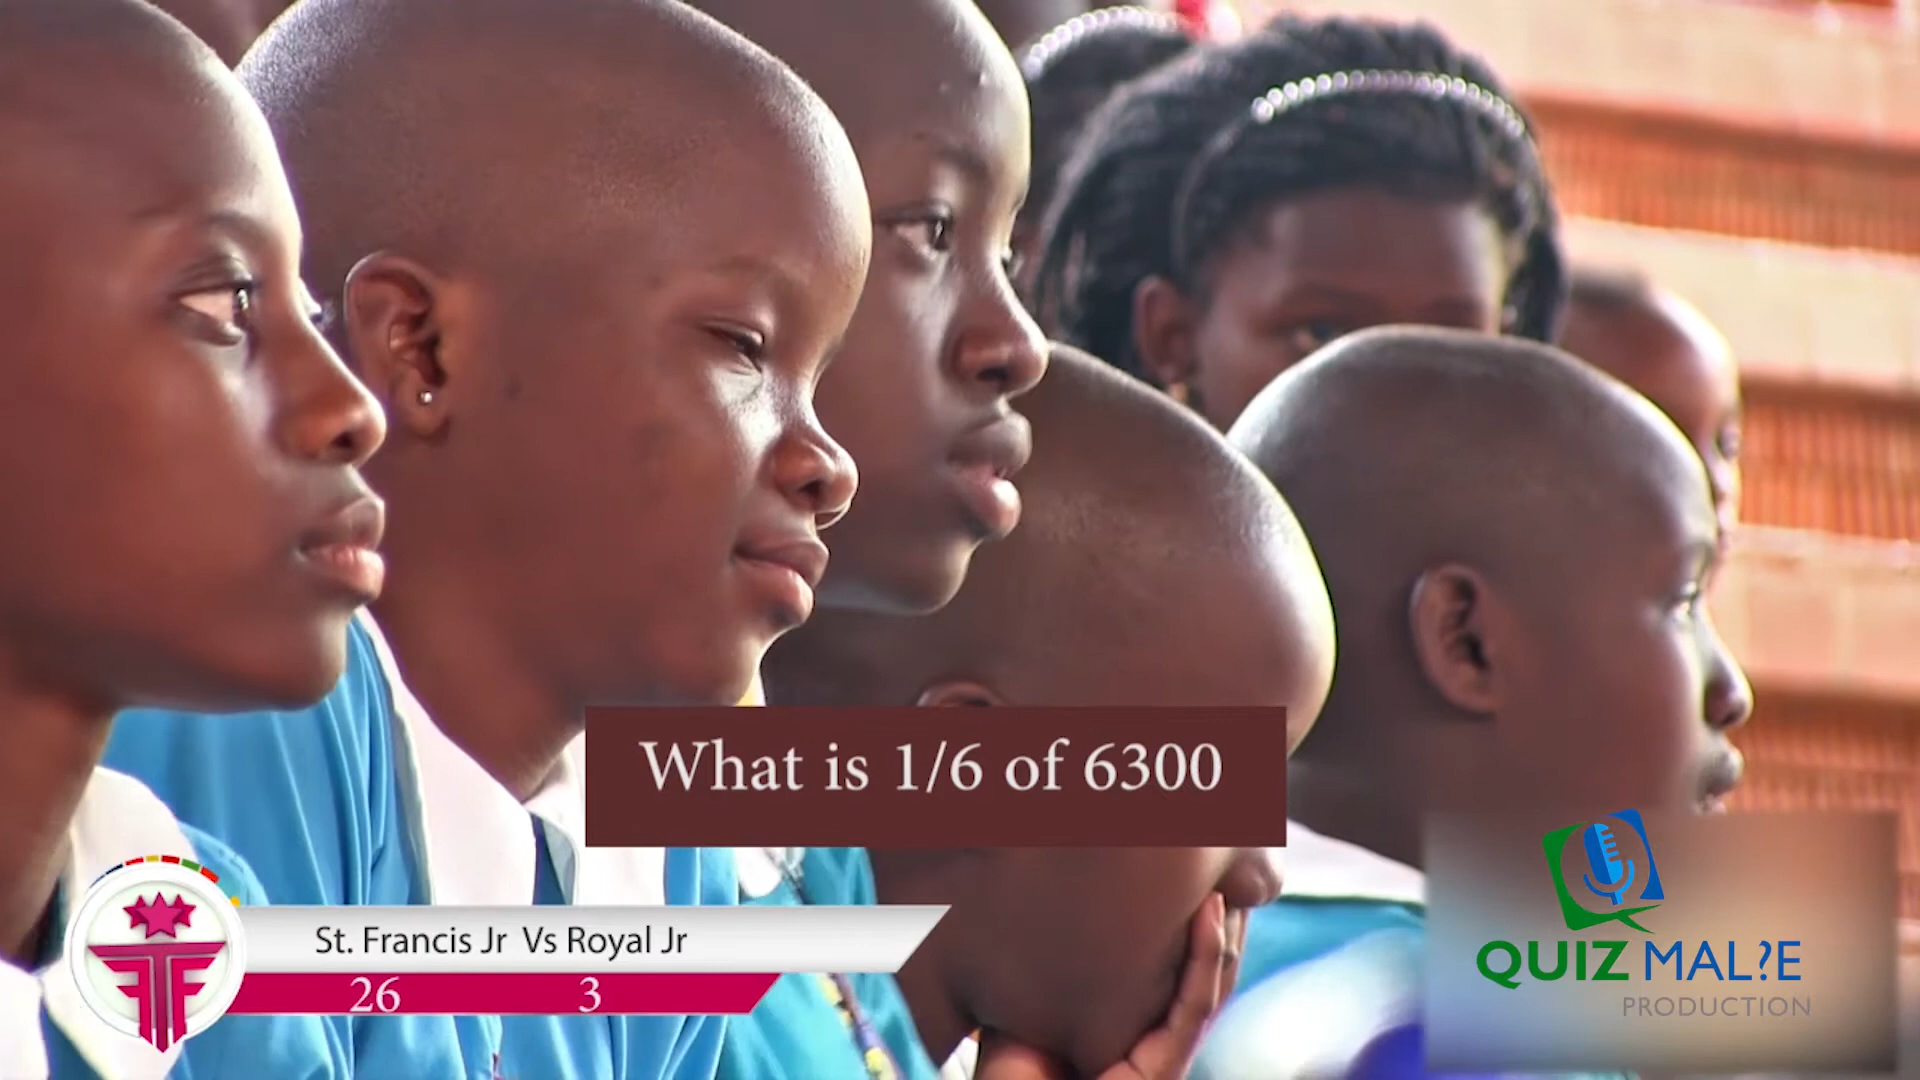 What is 1/6 of 6300
St. Francis Jr Vs Royal Jr
26 3
QUIZ MAL?E
PRODUCTION